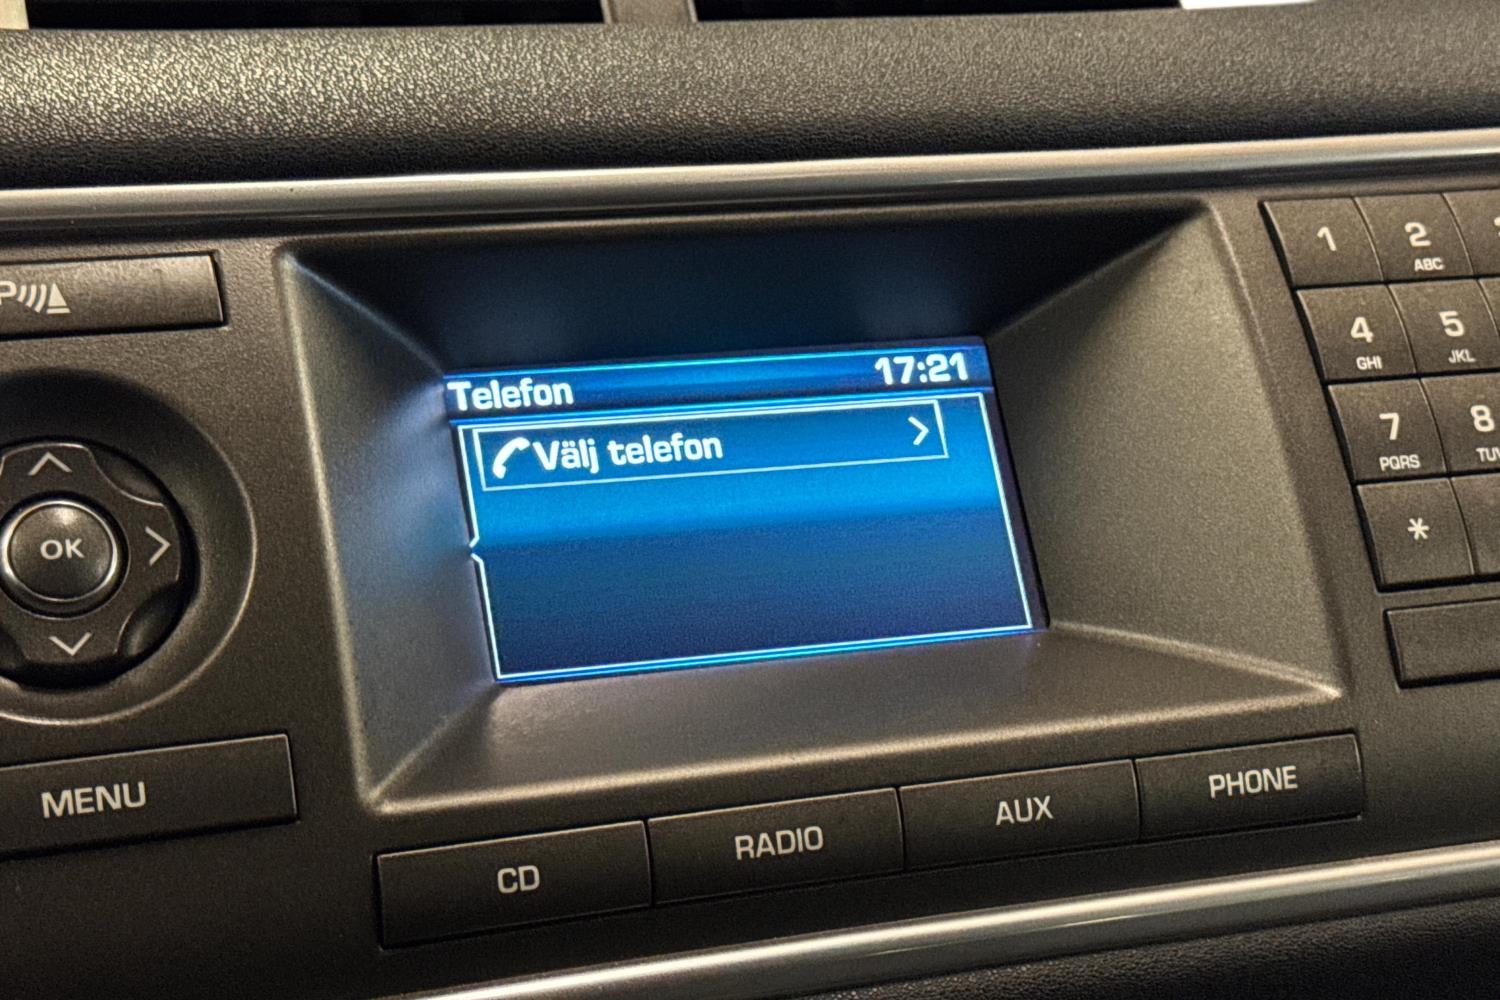 Telefon 17:21
Välj telefon
P
OK
MENU
CD
RADIO
AUX
PHONE
1
2
ABC
4
GHI
5
JKL
7
PQRS
8
TUV
*